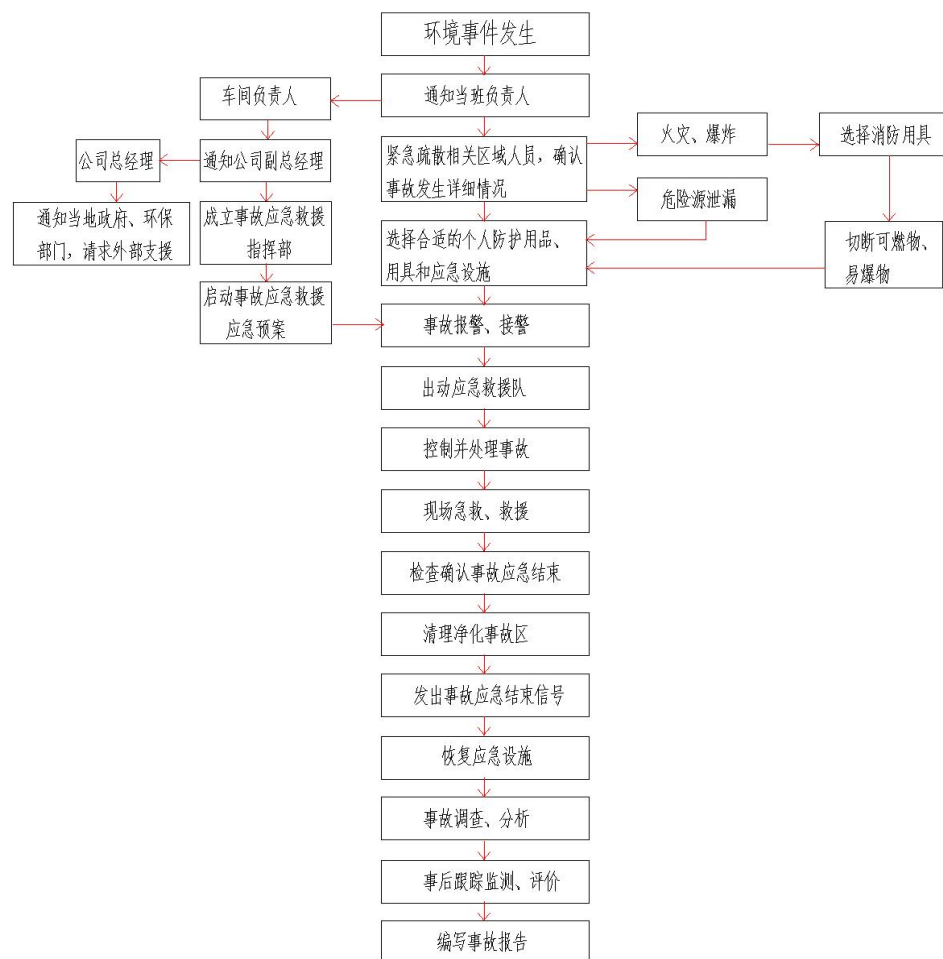 环境事件发生
车间负责人
通知当班负责人
火灾、爆炸
选择消防用具
公司总经理
通知公司副总经理
紧急疏散相关区域人员，确认
事故发生详细情况
危险源泄漏
通知当地政府、环保
部门，请求外部支援
成立事故应急救援
指挥部
选择合适的个人防护用品、
用具和应急设施
切断可燃物、
易爆物
启动事故应急救援
应急预案
事故报警、接警
出动应急救援队
控制并处理事故
现场急救、救援
检查确认事故应急结束
清理净化事故区
发出事故应急结束信号
恢复应急设施
事故调查、分析
事后跟踪监测、评价
编写事故报告